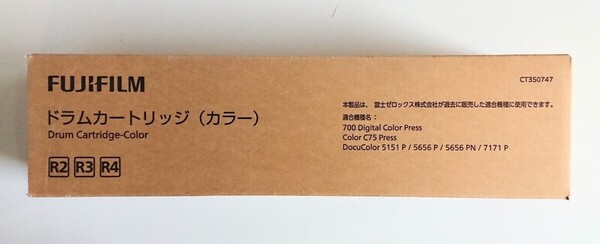 FUJIFILM
ドラムカートリッジ（カラー）
Drum Cartridge-Color
R2 R3 R4
CT350747
本製品は、富士ゼロックス株式会社が過去に販売した適合機種に使用できます。
適合機種名：
700 Digital Color Press
Color C75 Press
DocuColor 5151 P / 5656 P / 5656 PN / 7171 P